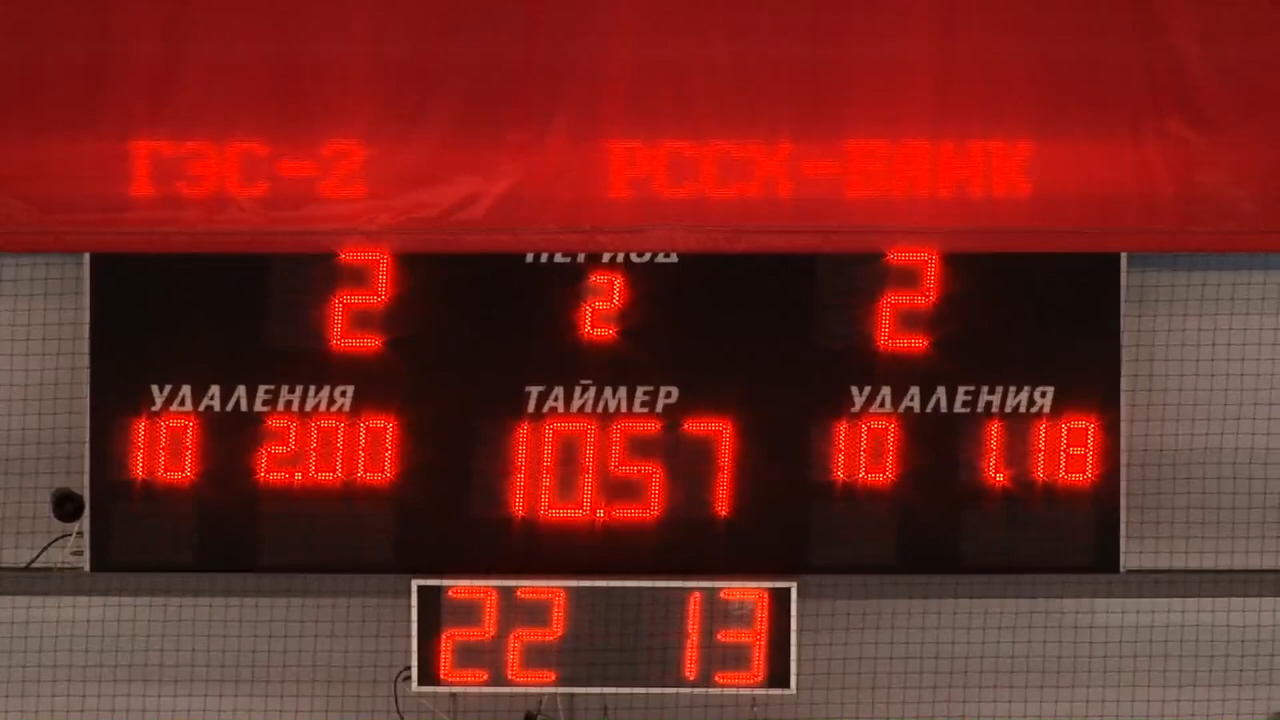 ГЭС-2 РССХ-БАНК
2 ПЕРИОД 2
2
УДАЛЕНИЯ ТАЙМЕР УДАЛЕНИЯ
10 2.00 10.57 10 1.18
22 13